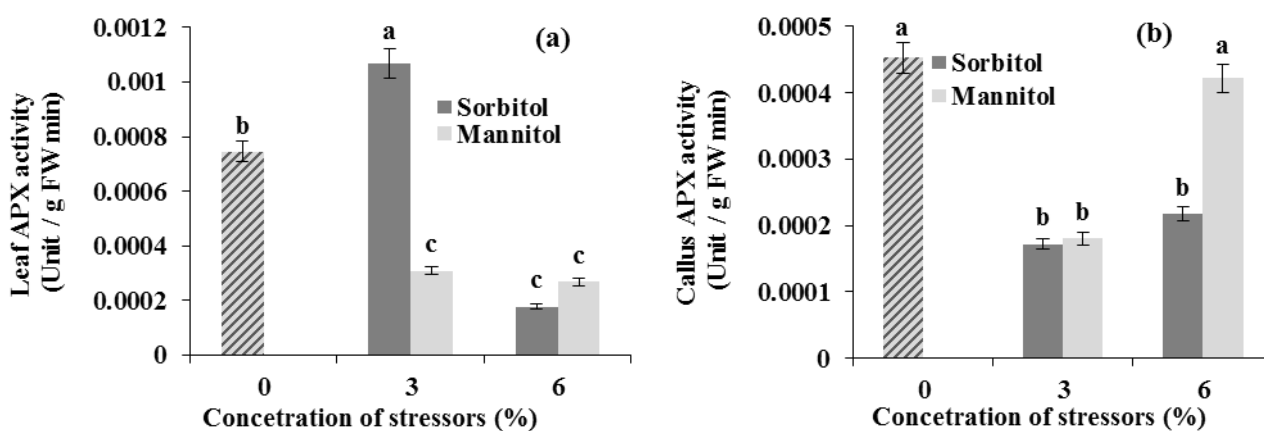 Leaf APX activity
(Unit / g FW min)
0.0012
0.001
0.0008
0.0006
0.0004
0.0002
0
(a)
Sorbitol
Mannitol
b
a
c
c
c
0 3 6
Concetration of stressors (%)
Callus APX activity
(Unit / g FW min)
0.0005
0.0004
0.0003
0.0002
0.0001
0
(b)
Sorbitol
Mannitol
a
b
b
b
a
0 3 6
Concetration of stressors (%)